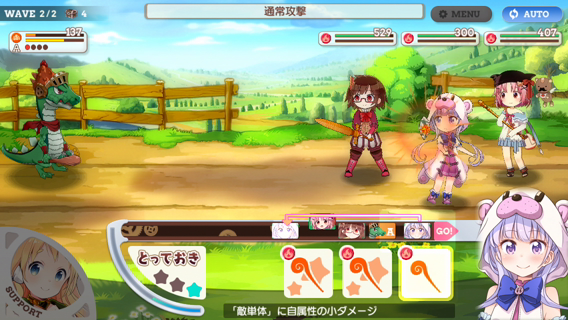 WAVE 2/2 4
通常攻撃
MENU
AUTO
137
A
529
300
407
GO!
とっておき
SUPPORT
「敵単体」に自属性の小ダメージ